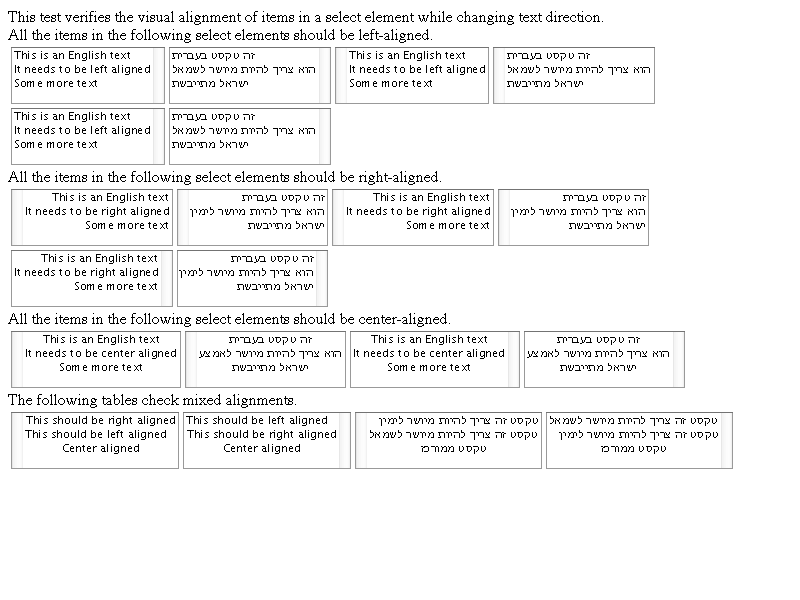 This test verifies the visual alignment of items in a select element while changing text direction.
All the items in the following select elements should be left-aligned.
This is an English text
It needs to be left aligned
Some more text
זה טקסט בעברית
הוא צריך להיות מיושר לשמאל
ישראל מתייבשת
This is an English text
It needs to be left aligned
Some more text
זה טקסט בעברית
הוא צריך להיות מיושר לשמאל
ישראל מתייבשת
This is an English text
It needs to be left aligned
Some more text
זה טקסט בעברית
הוא צריך להיות מיושר לשמאל
ישראל מתייבשת
All the items in the following select elements should be right-aligned.
This is an English text
It needs to be right aligned
Some more text
זה טקסט בעברית
הוא צריך להיות מיושר לימין
ישראל מתייבשת
This is an English text
It needs to be right aligned
Some more text
זה טקסט בעברית
הוא צריך להיות מיושר לימין
ישראל מתייבשת
This is an English text
It needs to be right aligned
Some more text
זה טקסט בעברית
הוא צריך להיות מיושר לימין
ישראל מתייבשת
All the items in the following select elements should be center-aligned.
This is an English text
It needs to be center aligned
Some more text
זה טקסט בעברית
הוא צריך להיות מיושר לאמצע
ישראל מתייבשת
This is an English text
It needs to be center aligned
Some more text
זה טקסט בעברית
הוא צריך להיות מיושר לאמצע
ישראל מתייבשת
The following tables check mixed alignments.
This should be right aligned
This should be left aligned
Center aligned
This should be left aligned
This should be right aligned
Center aligned
טקסט זה צריך להיות מיושר לימין
טקסט זה צריך להיות מיושר לשמאל
טקסט ממורכז
טקסט זה צריך להיות מיושר לשמאל
טקסט זה צריך להיות מיושר לימין
טקסט ממורכז